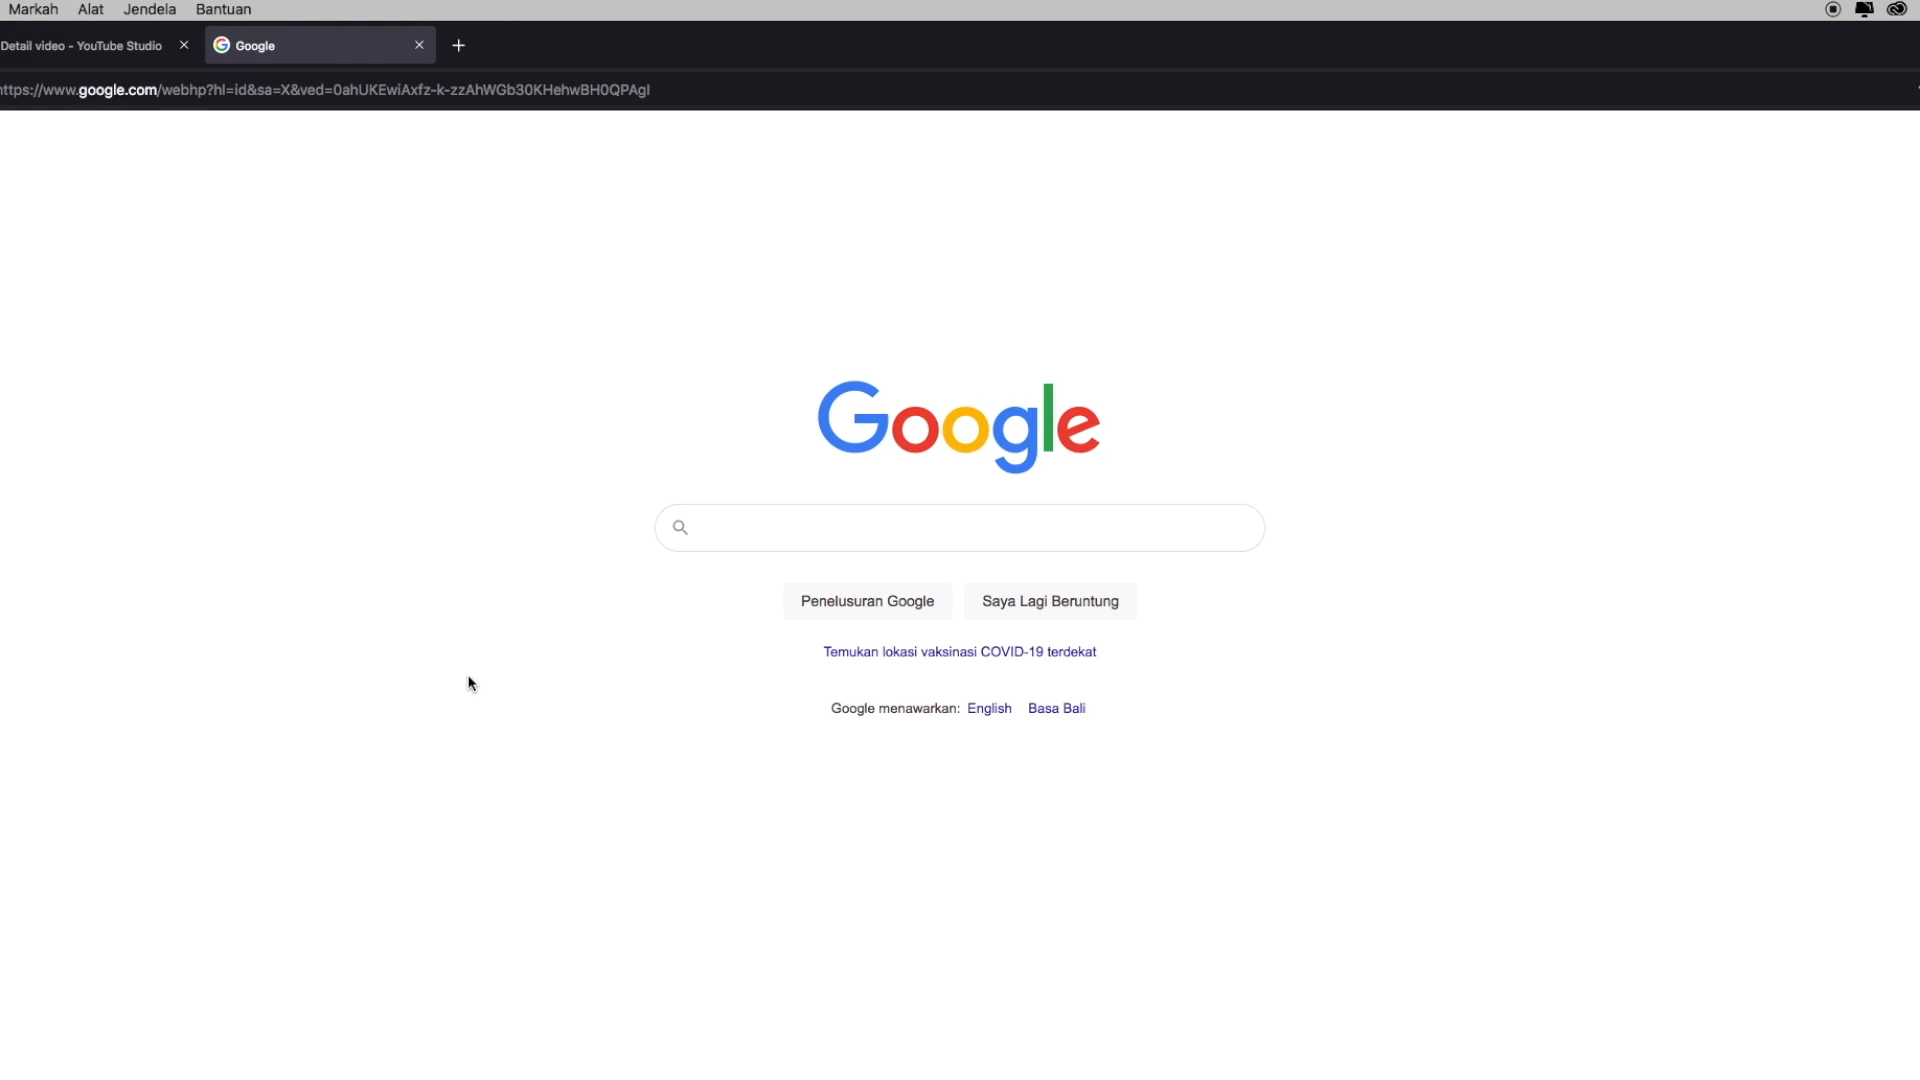 Markah Alat Jendela Bantuan
Detail video - YouTube Studio Google
ttps://www.google.com/webhp?hl=id&sa=X&ved=0ahUKEwiAxfz-k-zzAhWGb30KHehwBH0QPAgI
Google
Penelusuran Google Saya Lagi Beruntung
Temukan lokasi vaksinasi COVID-19 terdekat
Google menawarkan: English Basa Bali